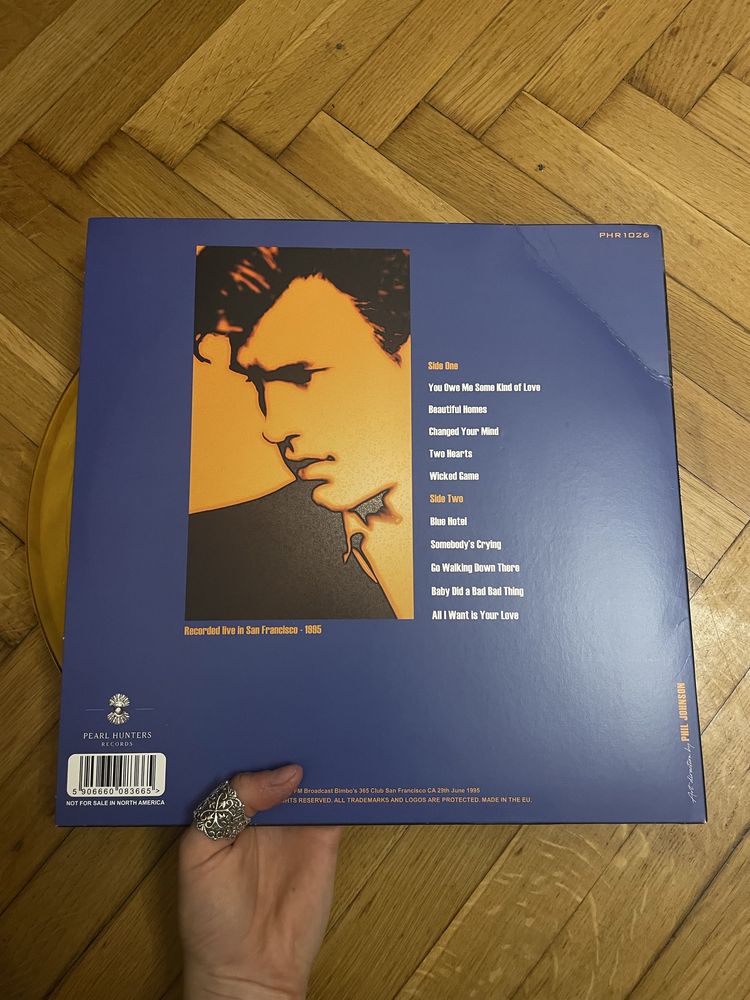 PHR1026
Side One
You Owe Me Some Kind of Love
Beautiful Homes
Changed Your Mind
Two Hearts
Wicked Game
Side Two
Blue Hotel
Somebody's Crying
Go Walking Down There
Baby Did a Bad Bad Thing
All I Want is Your Love
Recorded live in San Francisco - 1995
PEARL HUNTERS
RECORDS
5 906660 083665 >
NOT FOR SALE IN NORTH AMERICA
FM Broadcast Bimbo's 365 Club San Francisco CA 29th June 1995
RESERVED. ALL TRADEMARKS AND LOGOS ARE PROTECTED. MADE IN THE EU.
Art direction by PHIL JOHNSON